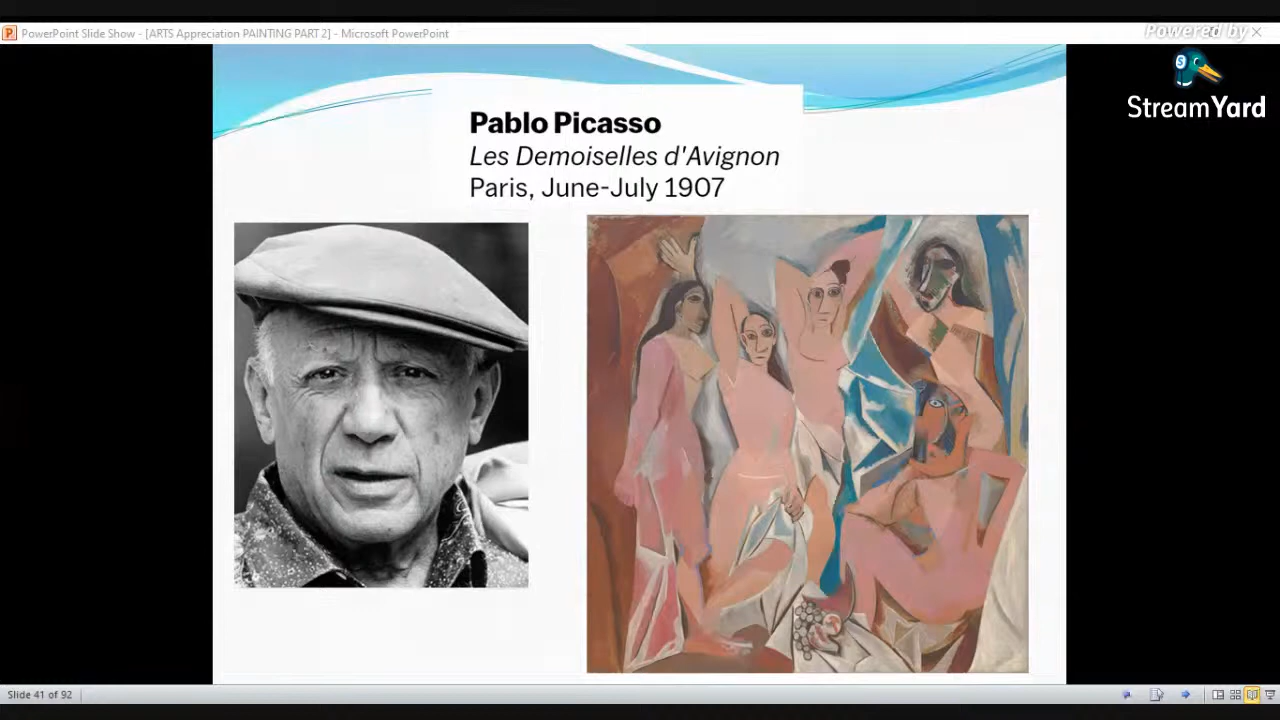 PowerPoint Slide Show - [ARTS Appreciation PAINTING PART 2] - Microsoft PowerPoint
Powered by
StreamYard
Pablo Picasso
Les Demoiselles d'Avignon
Paris, June-July 1907
Slide 41 of 92